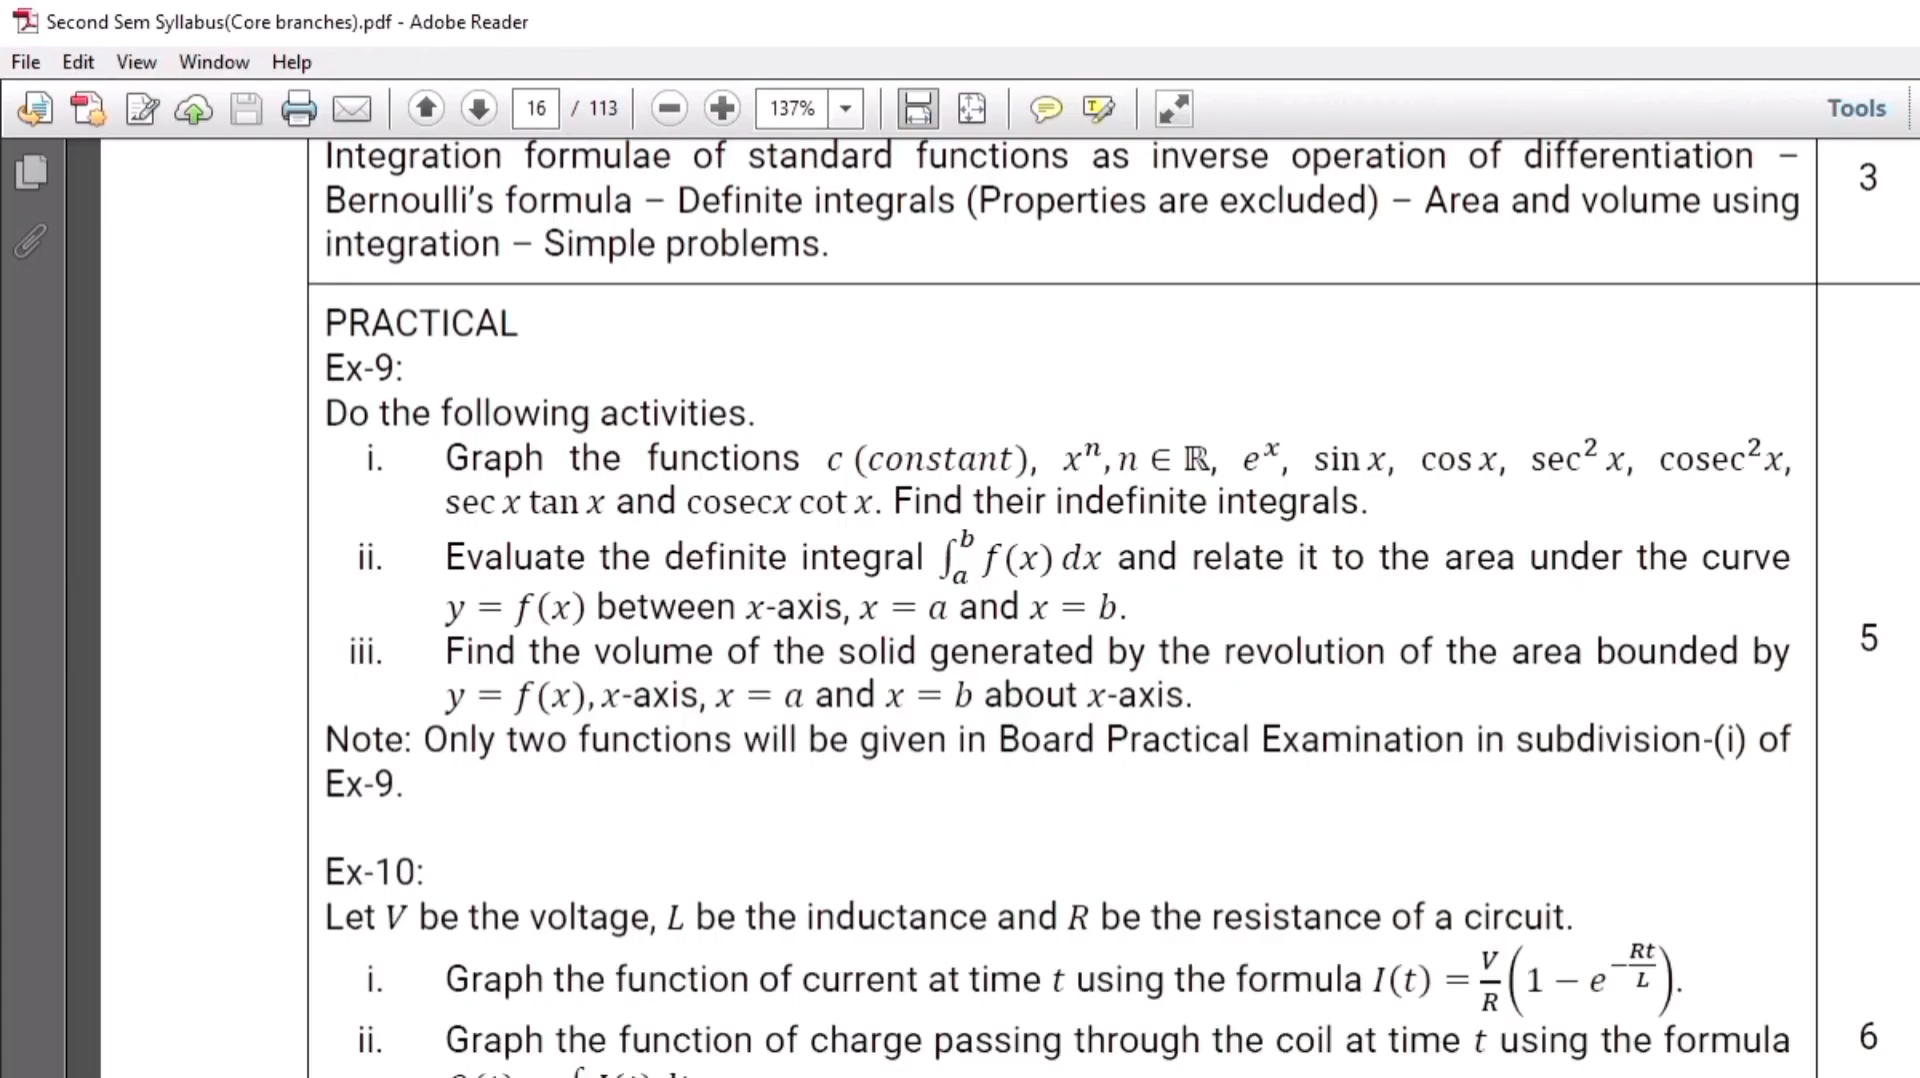 Second Sem Syllabus(Core branches).pdf - Adobe Reader
File Edit View Window Help
16 / 113 137% Tools
Integration formulae of standard functions as inverse operation of differentiation –
Bernoulli's formula – Definite integrals (Properties are excluded) – Area and volume using
integration – Simple problems.
3
PRACTICAL
Ex-9:
Do the following activities.
i. Graph the functions c (constant), xⁿ, n ∈ ℝ, eˣ, sin x, cos x, sec² x, cosec²x,
sec x tan x and cosecx cot x. Find their indefinite integrals.
ii. Evaluate the definite integral ∫ₐᵇ f(x) dx and relate it to the area under the curve
y = f(x) between x-axis, x = a and x = b.
iii. Find the volume of the solid generated by the revolution of the area bounded by
y = f(x), x-axis, x = a and x = b about x-axis.
Note: Only two functions will be given in Board Practical Examination in subdivision-(i) of
Ex-9.
5
Ex-10:
Let V be the voltage, L be the inductance and R be the resistance of a circuit.
i. Graph the function of current at time t using the formula I(t) = V/R (1 − e^(−Rt/L)).
ii. Graph the function of charge passing through the coil at time t using the formula
6